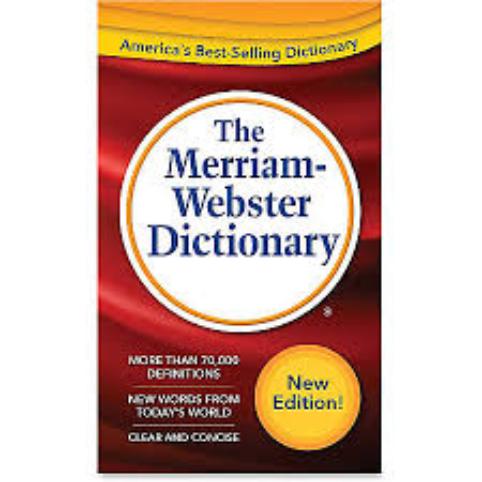 America's Best-Selling Dictionary
The
Merriam-
Webster
Dictionary
®
MORE THAN 70,000
DEFINITIONS
NEW WORDS FROM
TODAY'S WORLD
CLEAR AND CONCISE
New
Edition!